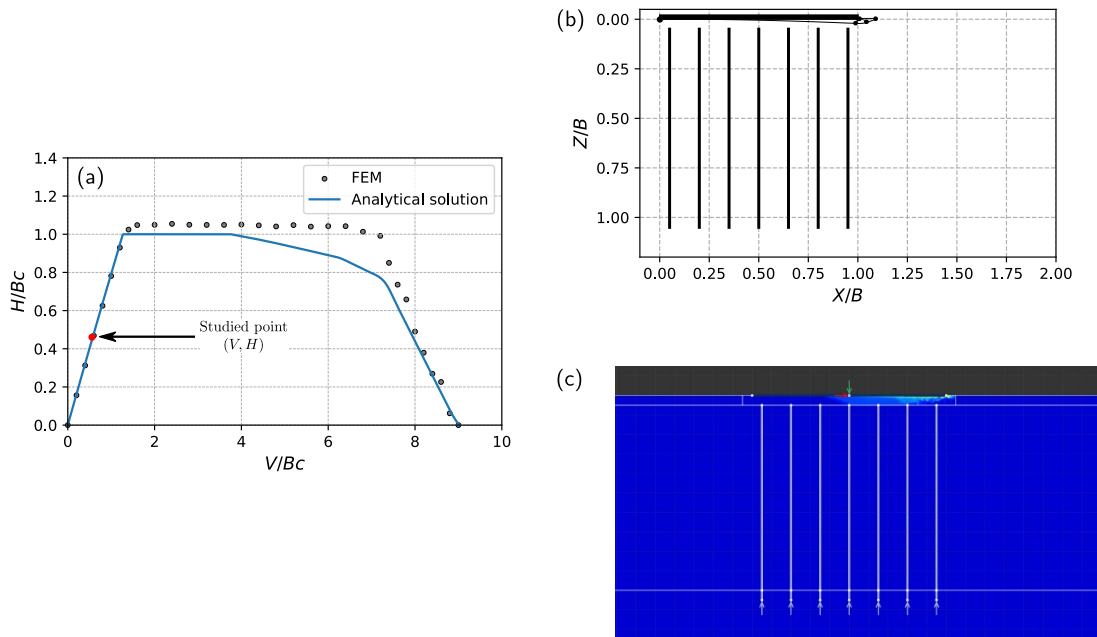 (a)
1.4
1.2
1.0
0.8
0.6
0.4
0.2
0.0
H/Bc
FEM
Analytical solution
Studied point
(V, H)
0
2
4
6
8
10
V/Bc
(b)
0.00
0.25
0.50
0.75
1.00
Z/B
0.00
0.25
0.50
0.75
1.00
1.25
1.50
1.75
2.00
X/B
(c)